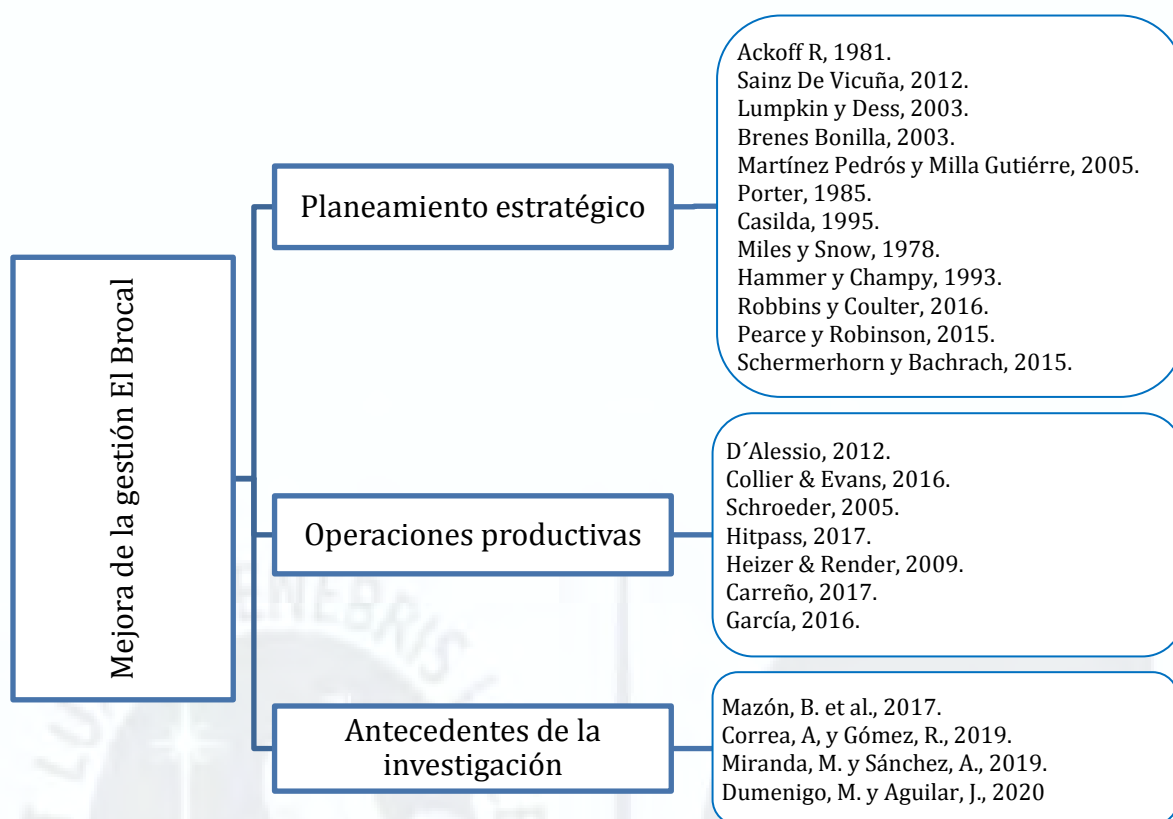 Mejora de la gestión El Brocal
Planeamiento estratégico
Ackoff R, 1981.
Sainz De Vicuña, 2012.
Lumpkin y Dess, 2003.
Brenes Bonilla, 2003.
Martínez Pedrós y Milla Gutiérre, 2005.
Porter, 1985.
Casilda, 1995.
Miles y Snow, 1978.
Hammer y Champy, 1993.
Robbins y Coulter, 2016.
Pearce y Robinson, 2015.
Schermerhorn y Bachrach, 2015.
Operaciones productivas
D´Alessio, 2012.
Collier & Evans, 2016.
Schroeder, 2005.
Hitpass, 2017.
Heizer & Render, 2009.
Carreño, 2017.
García, 2016.
Antecedentes de la
investigación
Mazón, B. et al., 2017.
Correa, A, y Gómez, R., 2019.
Miranda, M. y Sánchez, A., 2019.
Dumenigo, M. y Aguilar, J., 2020